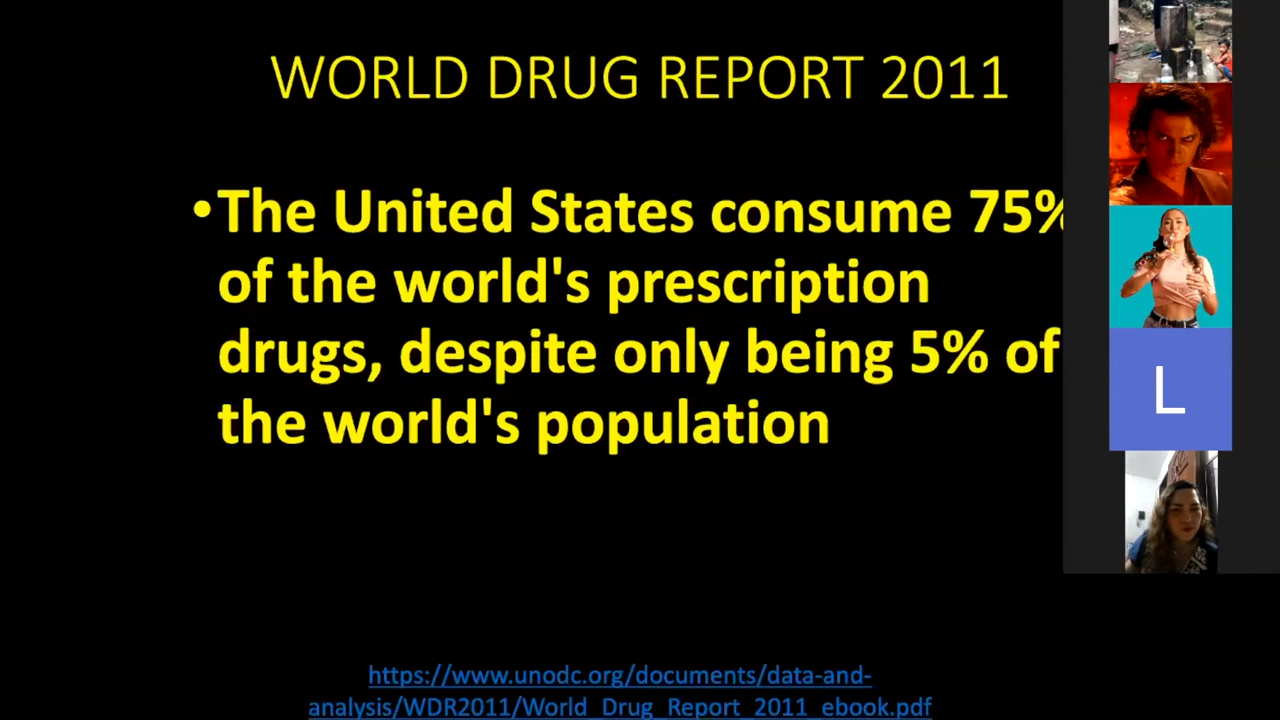 WORLD DRUG REPORT 2011
•The United States consume 75%
of the world's prescription
drugs, despite only being 5% of
the world's population
L
https://www.unodc.org/documents/data-and-
analysis/WDR2011/World_Drug_Report_2011_ebook.pdf